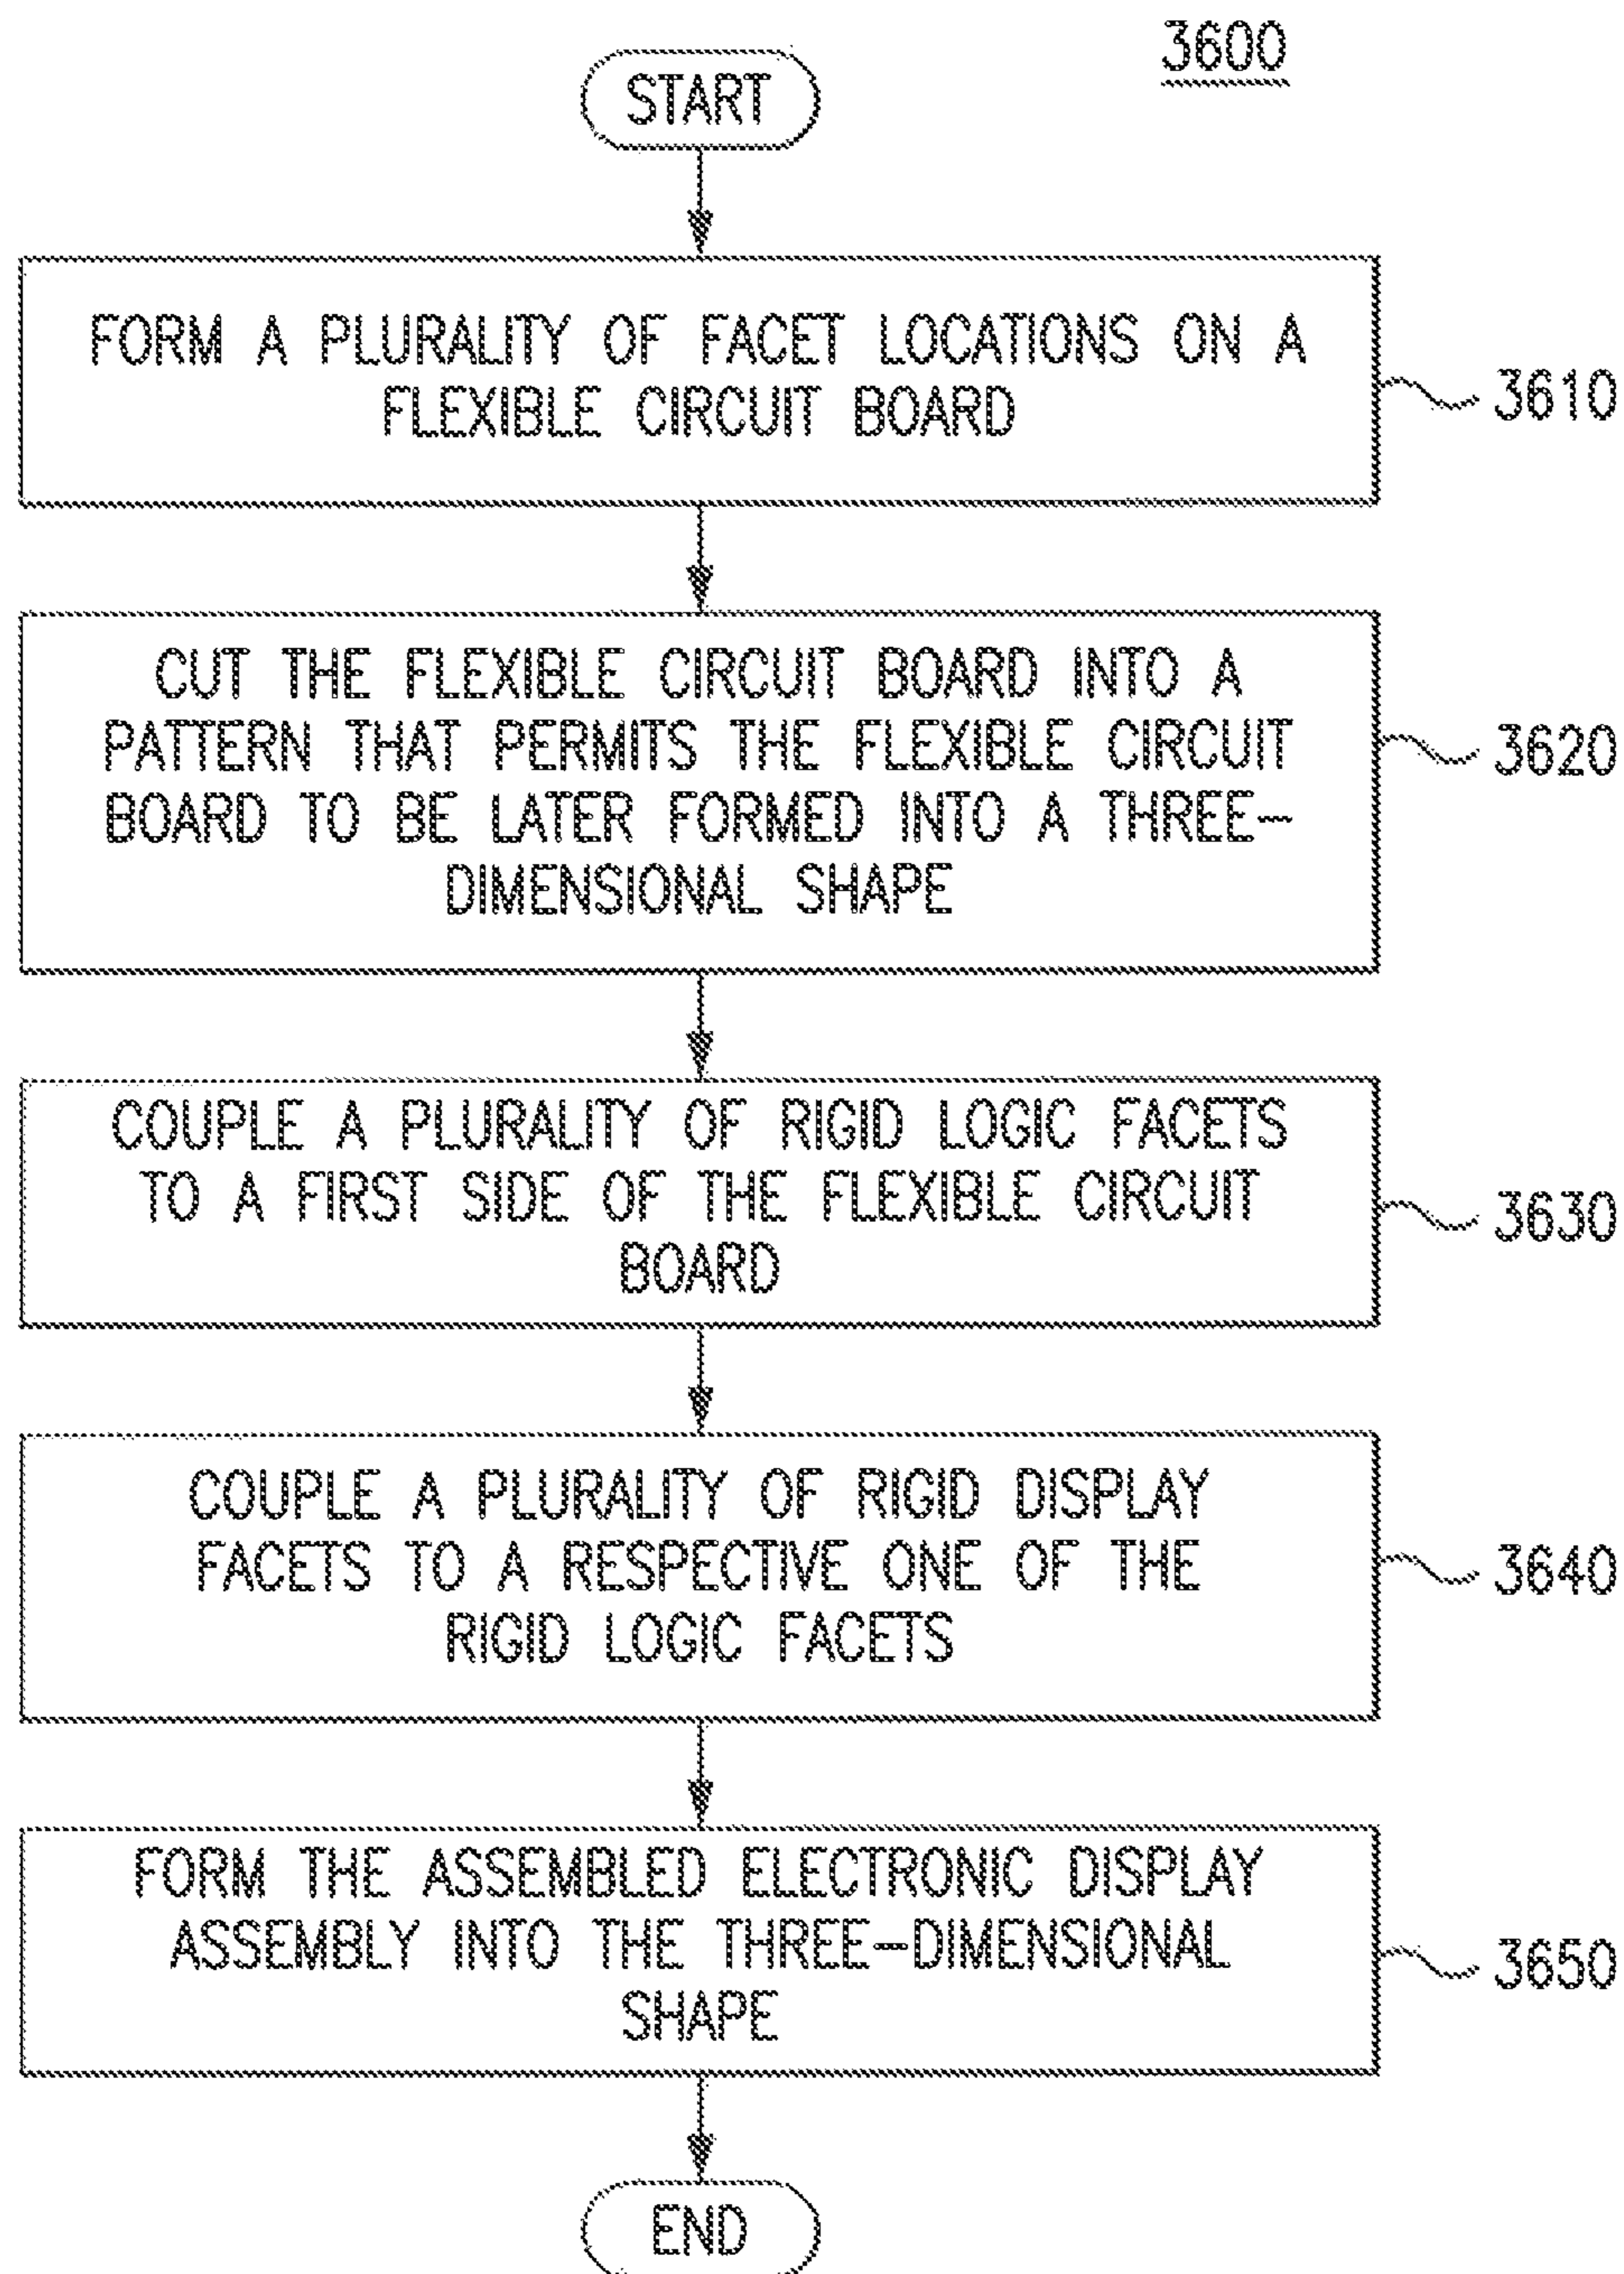 3600
START
FORM A PLURALITY OF FACET LOCATIONS ON A
FLEXIBLE CIRCUIT BOARD
3610
CUT THE FLEXIBLE CIRCUIT BOARD INTO A
PATTERN THAT PERMITS THE FLEXIBLE CIRCUIT
BOARD TO BE LATER FORMED INTO A THREE-
DIMENSIONAL SHAPE
3620
COUPLE A PLURALITY OF RIGID LOGIC FACETS
TO A FIRST SIDE OF THE FLEXIBLE CIRCUIT
BOARD
3630
COUPLE A PLURALITY OF RIGID DISPLAY
FACETS TO A RESPECTIVE ONE OF THE
RIGID LOGIC FACETS
3640
FORM THE ASSEMBLED ELECTRONIC DISPLAY
ASSEMBLY INTO THE THREE-DIMENSIONAL
SHAPE
3650
END